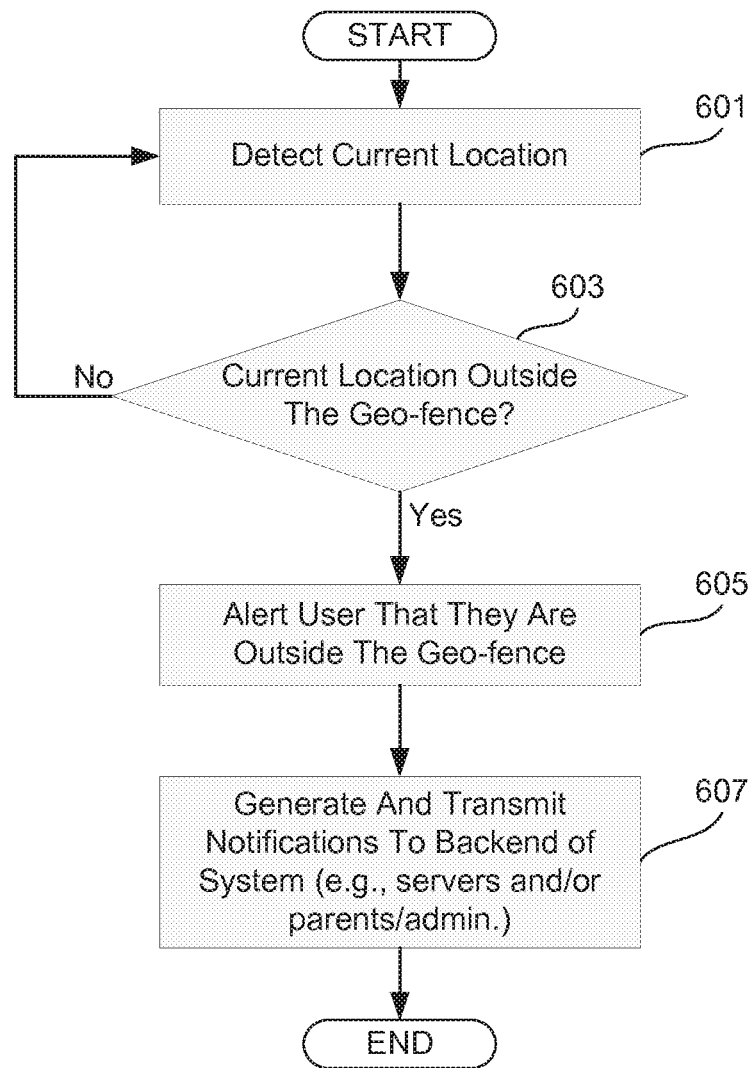 START
601
Detect Current Location
603
No
Current Location Outside
The Geo-fence?
Yes
605
Alert User That They Are
Outside The Geo-fence
607
Generate And Transmit
Notifications To Backend of
System (e.g., servers and/or
parents/admin.)
END